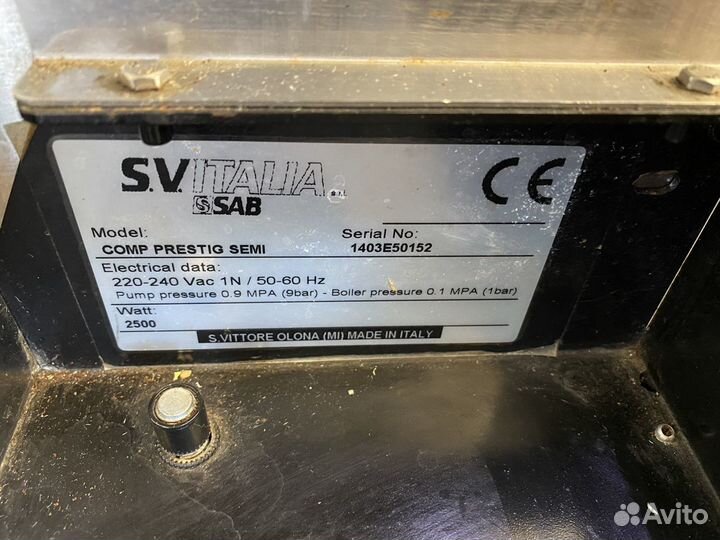 S.V. ITALIA s.r.l.
SAB
CE
Model:
Serial No:
COMP PRESTIG SEMI
1403E50152
Electrical data:
220-240 Vac 1N / 50-60 Hz
Pump pressure 0.9 MPA (9bar) - Boiler pressure 0.1 MPA (1bar)
Watt:
2500
S.VITTORE OLONA (MI) MADE IN ITALY
Avito